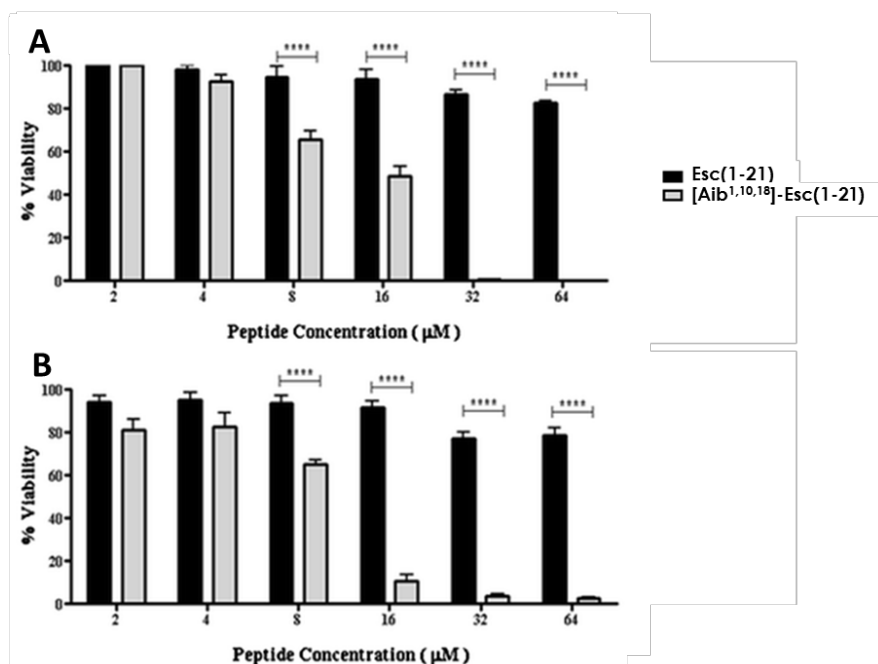 A
**** **** **** ****
100
80
60
40
20
0
% Viability
2 4 8 16 32 64
Peptide Concentration ( µM )
Esc(1-21)
[Aib1,10,18]-Esc(1-21)
B
**** **** **** ****
100
80
60
40
20
0
% Viability
2 4 8 16 32 64
Peptide Concentration ( µM )